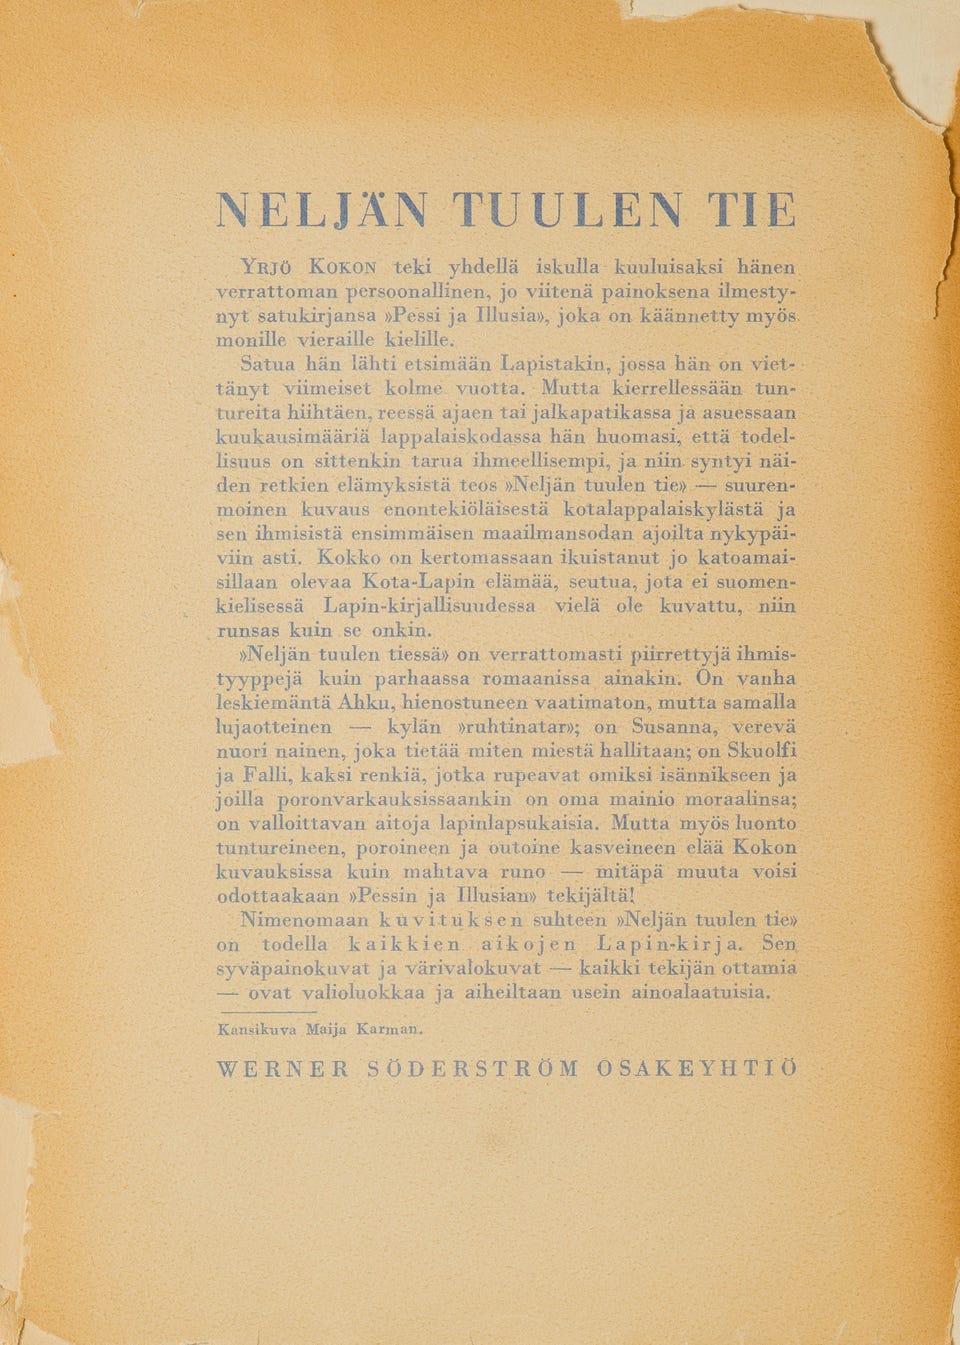 NELJÄN TUULEN TIE
YRJÖ KOKON teki yhdellä iskulla kuuluisaksi hänen
verrattoman persoonallinen, jo viitenä painoksena ilmesty-
nyt satukirjansa »Pessi ja Illusia», joka on käännetty myös
monille vieraille kielille.
Satua hän lähti etsimään Lapistakin, jossa hän on viet-
tänyt viimeiset kolme vuotta. Mutta kierrellessään tun-
tureita hiihtäen, reessä ajaen tai jalkapatikassa ja asuessaan
kuukausimääriä lappalaiskodassa hän huomasi, että todel-
lisuus on sittenkin tarua ihmeellisempi, ja niin syntyi näi-
den retkien elämyksistä teos »Neljän tuulen tie» — suuren-
moinen kuvaus enontekiöläisestä kotalappalaiskylästä ja
sen ihmisistä ensimmäisen maailmansodan ajoilta nykypäi-
viin asti. Kokko on kertomassaan ikuistanut jo katoamai-
sillaan olevaa Kota-Lapin elämää, seutua, jota ei suomen-
kielisessä Lapin-kirjallisuudessa vielä ole kuvattu, niin
runsas kuin se onkin.
»Neljän tuulen tiessä» on verrattomasti piirrettyjä ihmis-
tyyppejä kuin parhaassa romaanissa ainakin. On vanha
leskiemäntä Ahku, hienostuneen vaatimaton, mutta samalla
lujaotteinen — kylän »ruhtinatar»; on Susanna, verevä
nuori nainen, joka tietää miten miestä hallitaan; on Skuolfi
ja Falli, kaksi renkiä, jotka rupeavat omiksi isännikseen ja
joilla poronvarkauksissaankin on oma mainio moraalinsa;
on valloittavan aitoja lapinlapsukaisia. Mutta myös luonto
tuntureineen, poroineen ja outoine kasveineen elää Kokon
kuvauksissa kuin mahtava runo — mitäpä muuta voisi
odottaakaan »Pessin ja Illusian» tekijältä!
Nimenomaan kuvituksen suhteen »Neljän tuulen tie»
on todella kaikkien aikojen Lapin-kirja. Sen
syväpainokuvat ja värivalokuvat — kaikki tekijän ottamia
— ovat valioluokkaa ja aiheiltaan usein ainoalaatuisia.
Kansikuva Maija Karman.
WERNER SÖDERSTRÖM OSAKEYHTIÖ